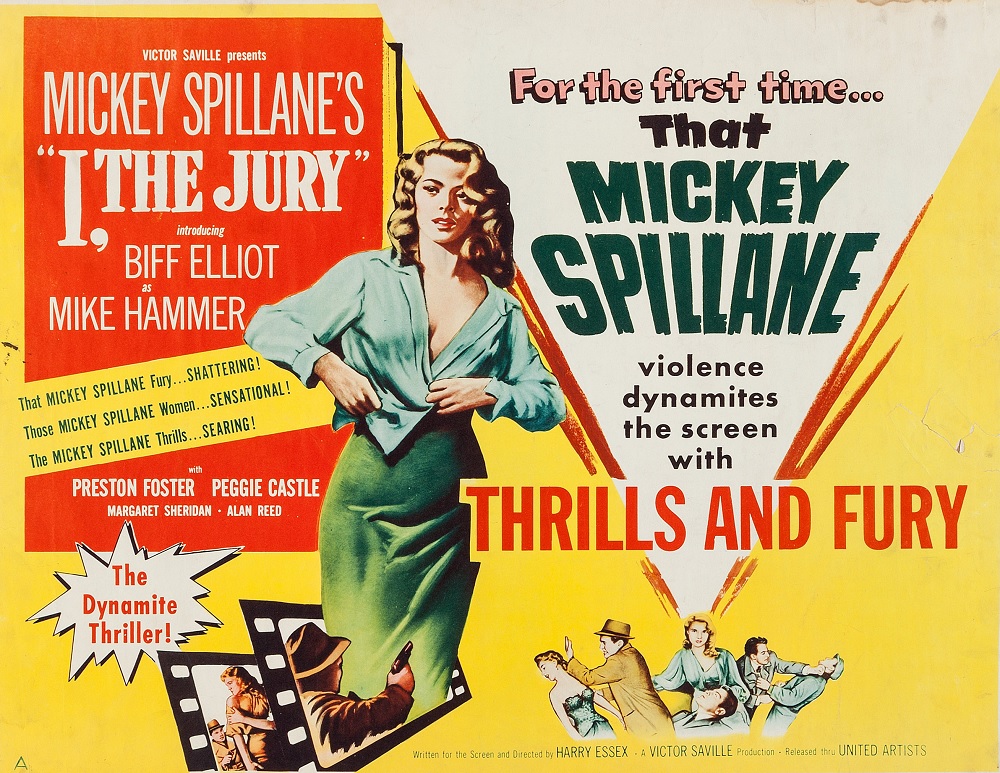 VICTOR SAVILLE presents
MICKEY SPILLANE'S
"I, THE JURY"
introducing
BIFF ELLIOT
as
MIKE HAMMER
That MICKEY SPILLANE Fury...SHATTERING!
Those MICKEY SPILLANE Women...SENSATIONAL!
The MICKEY SPILLANE Thrills...SEARING!
with
PRESTON FOSTER PEGGIE CASTLE
MARGARET SHERIDAN · ALAN REED
The
Dynamite
Thriller!
For the first time...
That
MICKEY
SPILLANE
violence
dynamites
the screen
with
THRILLS AND FURY
Written for the Screen and Directed by HARRY ESSEX - A VICTOR SAVILLE Production - Released thru UNITED ARTISTS
A